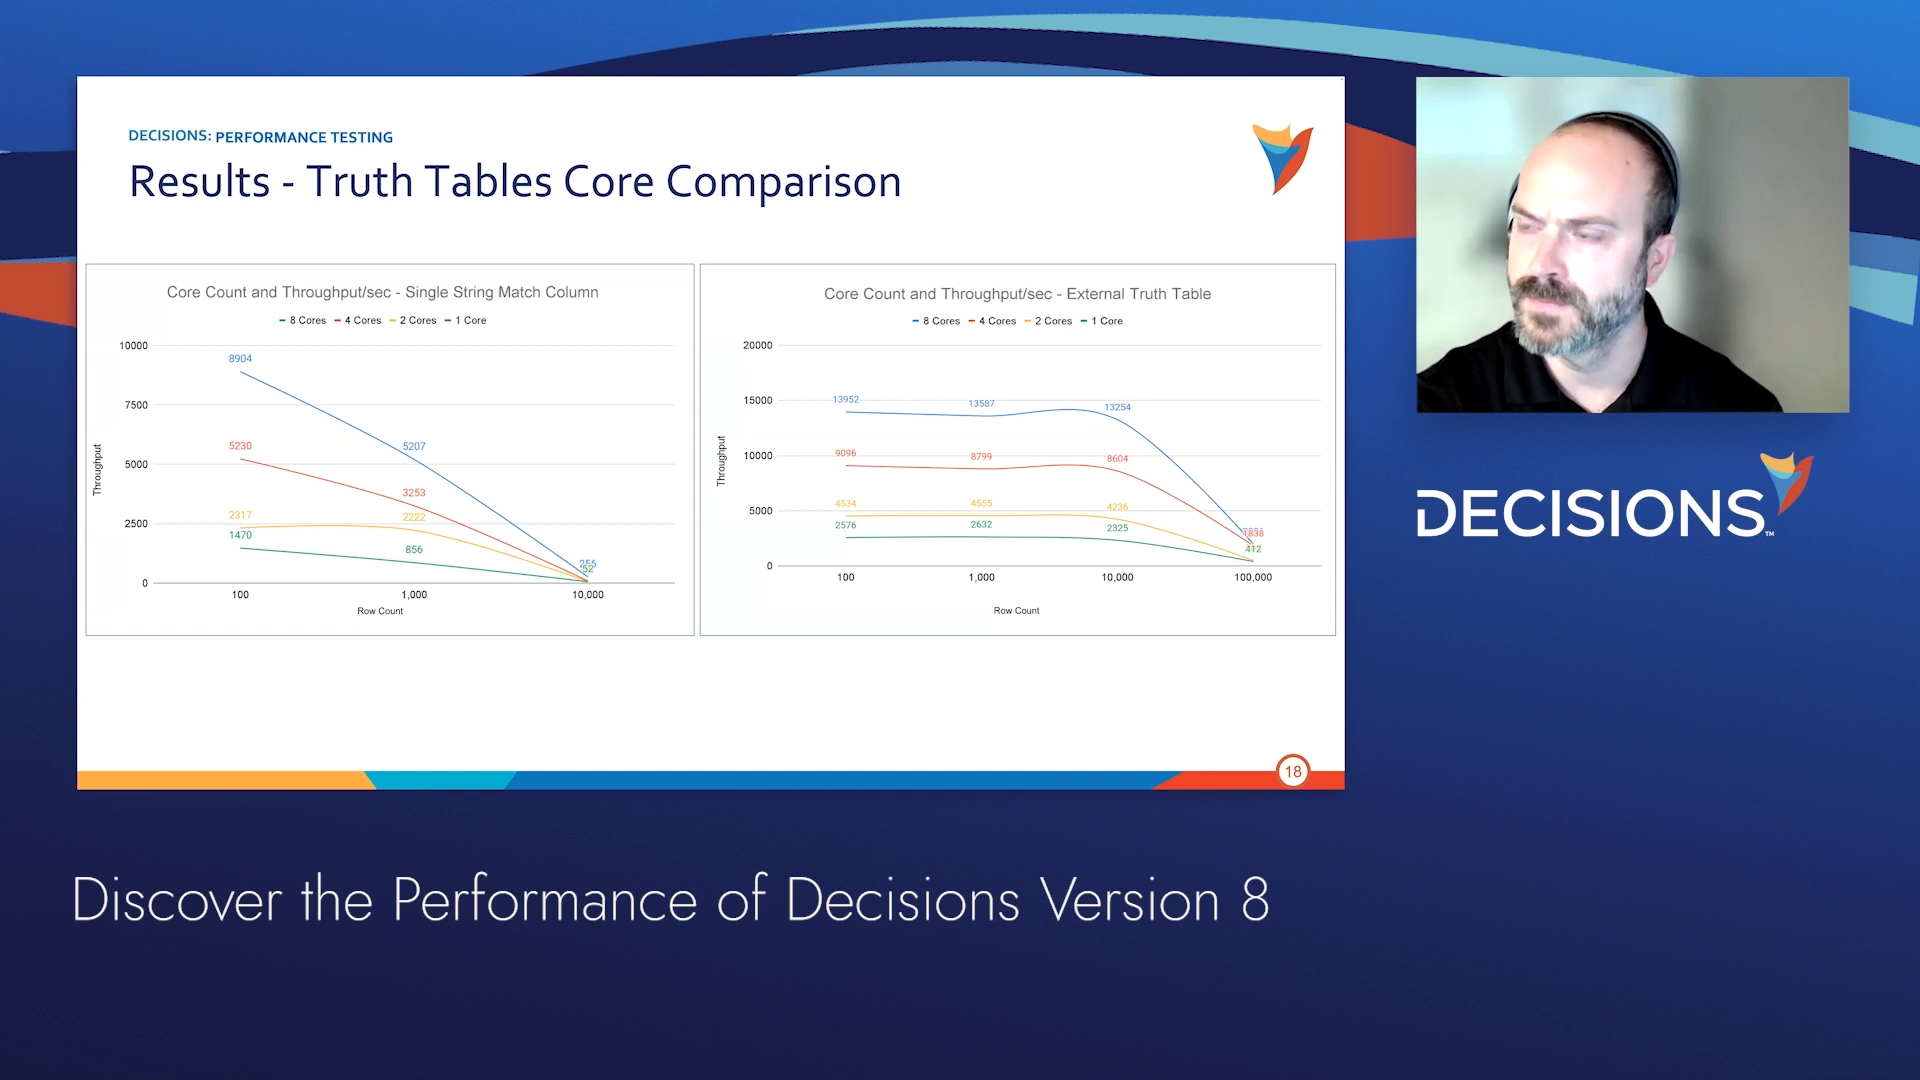 DECISIONS: PERFORMANCE TESTING
Results - Truth Tables Core Comparison
Core Count and Throughput/sec - Single String Match Column
8 Cores 4 Cores 2 Cores 1 Core
10000
7500
5000
2500
0
Throughput
8904
5230
2317
1470
5207
3253
2222
856
256
52
100 1,000 10,000
Row Count
Core Count and Throughput/sec - External Truth Table
8 Cores 4 Cores 2 Cores 1 Core
20000
15000
10000
5000
0
Throughput
13952 13587 13254
9096 8799 8604
4534 4555 4236
2576 2632 2325
1838
412
100 1,000 10,000 100,000
Row Count
18
DECISIONS™
Discover the Performance of Decisions Version 8